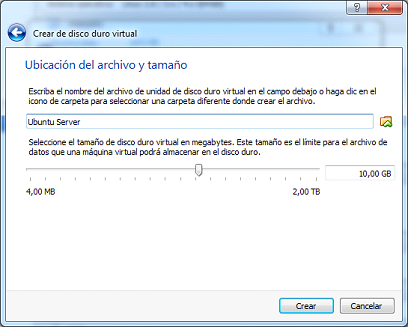 Crear de disco duro virtual
Ubicación del archivo y tamaño
Escriba el nombre del archivo de unidad de disco duro virtual en el campo debajo o haga clic en el
icono de carpeta para seleccionar una carpeta diferente donde crear el archivo.
Ubuntu Server
Seleccione el tamaño de disco duro virtual en megabytes. Este tamaño es el límite para el archivo de
datos que una máquina virtual podrá almacenar en el disco duro.
10,00 GB
4,00 MB 2,00 TB
Crear Cancelar